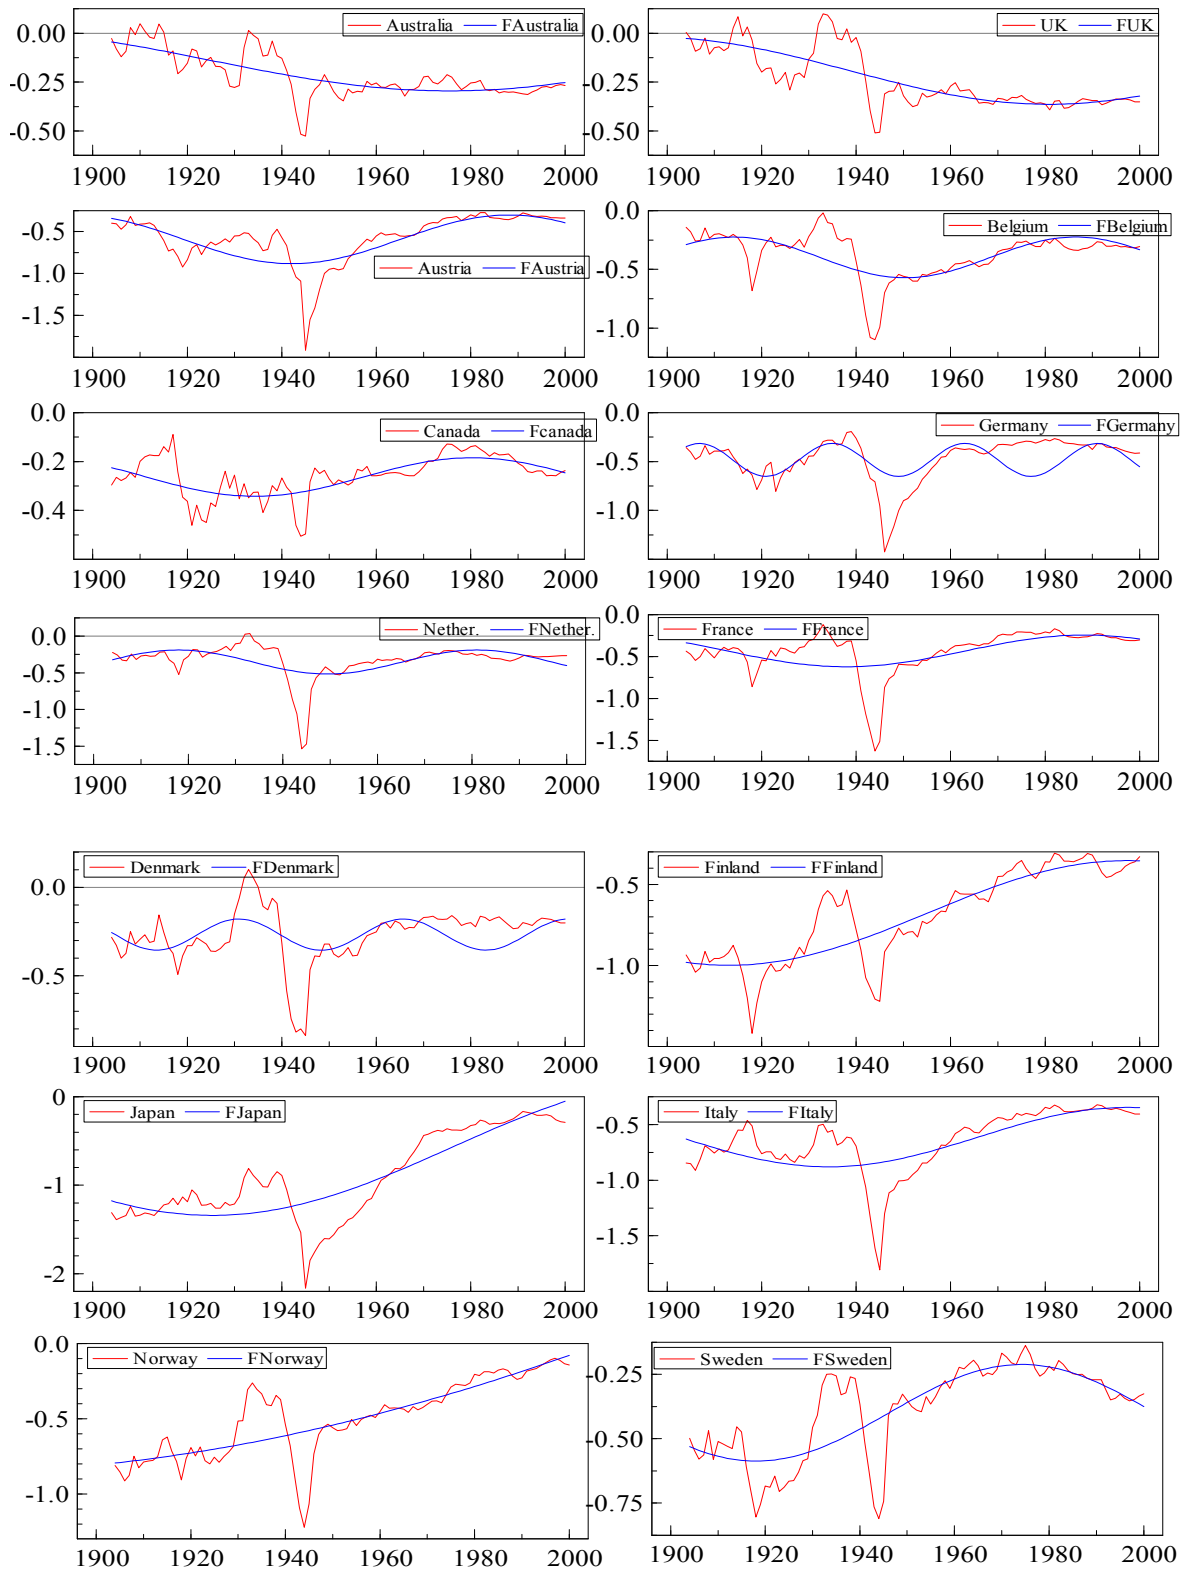 Australia FAustralia
0.00
-0.25
-0.50
1900 1920 1940 1960 1980 2000
UK FUK
0.00
-0.25
-0.50
1900 1920 1940 1960 1980 2000
-0.5
-1.0
-1.5
Austria FAustria
1900 1920 1940 1960 1980 2000
0.0
Belgium FBelgium
-0.5
-1.0
1900 1920 1940 1960 1980 2000
0.0
Canada Fcanada
-0.2
-0.4
1900 1920 1940 1960 1980 2000
0.0
Germany FGermany
-0.5
-1.0
1900 1920 1940 1960 1980 2000
Nether. FNether.
0.0
-0.5
-1.0
-1.5
1900 1920 1940 1960 1980 2000
0.0
France FFrance
-0.5
-1.0
-1.5
1900 1920 1940 1960 1980 2000
Denmark FDenmark
0.0
-0.5
1900 1920 1940 1960 1980 2000
Finland FFinland
-0.5
-1.0
1900 1920 1940 1960 1980 2000
0
Japan FJapan
-1
-2
1900 1920 1940 1960 1980 2000
Italy FItaly
-0.5
-1.0
-1.5
1900 1920 1940 1960 1980 2000
0.0
Norway FNorway
-0.5
-1.0
1900 1920 1940 1960 1980 2000
Sweden FSweden
-0.25
-0.50
-0.75
1900 1920 1940 1960 1980 2000